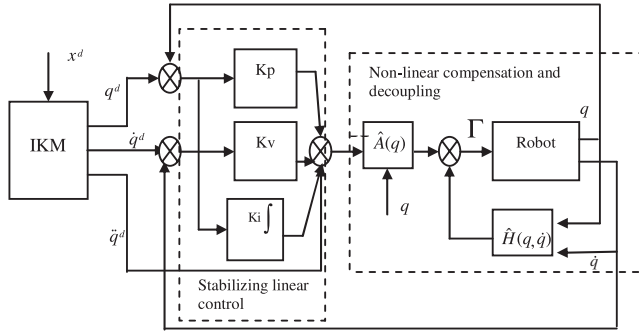 x^d
q^d
IKM
q̇^d
q̈^d
Kp
Kv
Ki ∫
Stabilizing linear
control
Non-linear compensation and
decoupling
Â(q)
q
Γ
Robot
q
Ĥ(q, q̇)
q̇